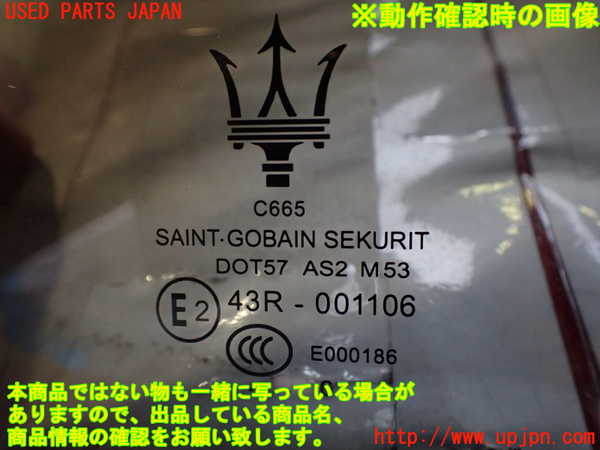 USED PARTS JAPAN
※動作確認時の画像
C665
SAINT·GOBAIN SEKURIT
DOT57 AS2 M53
E2 43R - 001106
CCC E000186
本商品ではない物も一緒に写っている場合が
ありますので、出品している商品名、
商品情報の確認をお願い致します。
http://www.upjpn.com/